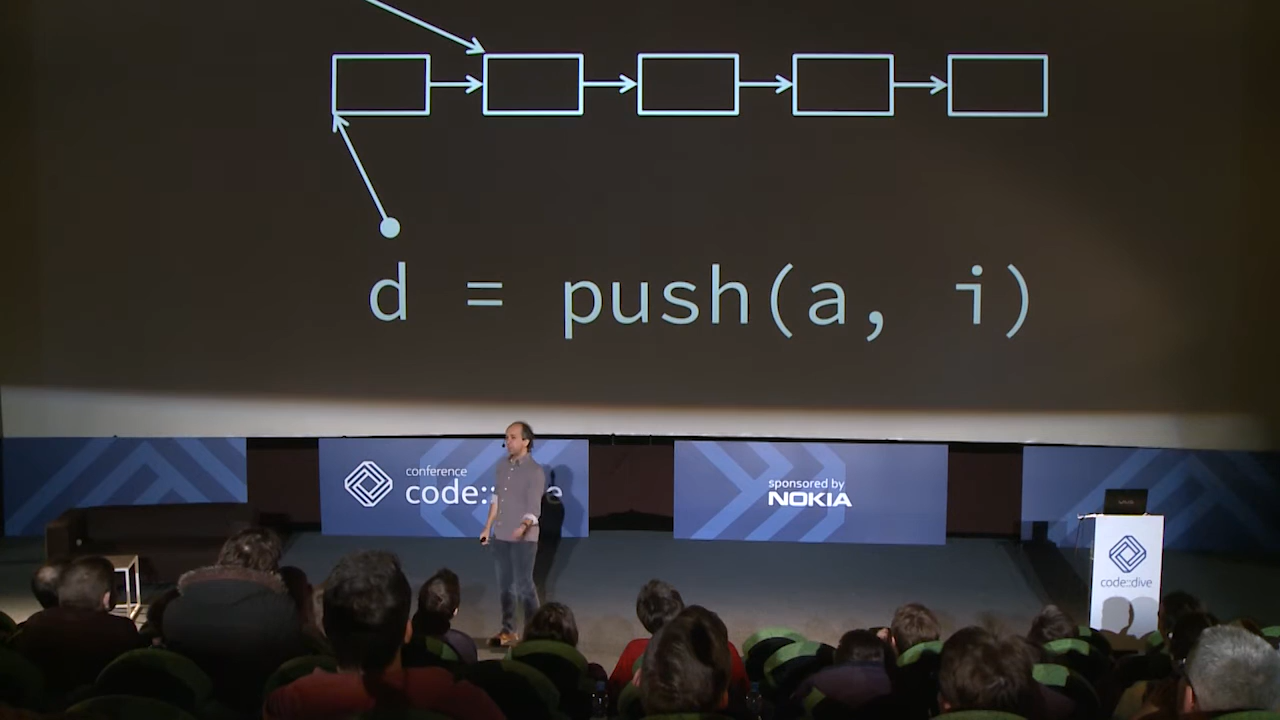 d = push(a, i)
conference
code::
sponsored by
NOKIA
code::dive